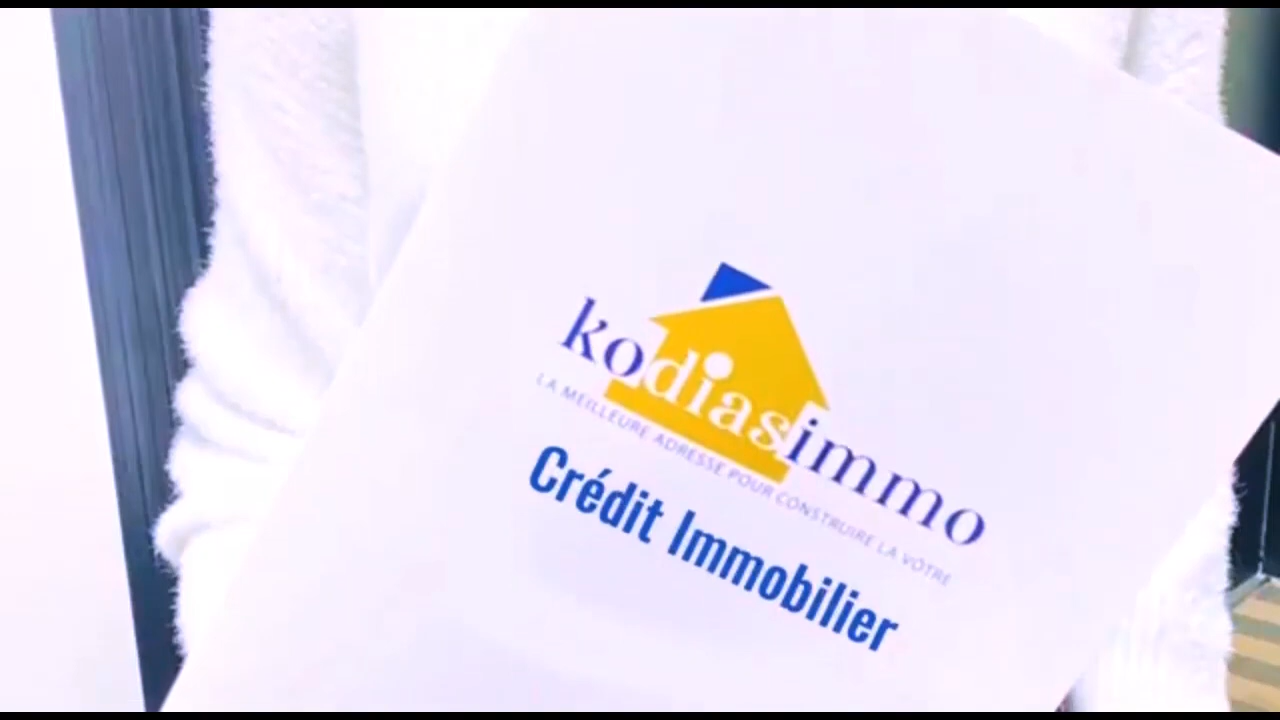 kodiasimmo
LA MEILLEURE ADRESSE POUR CONSTRUIRE LA VÔTRE
Crédit Immobilier